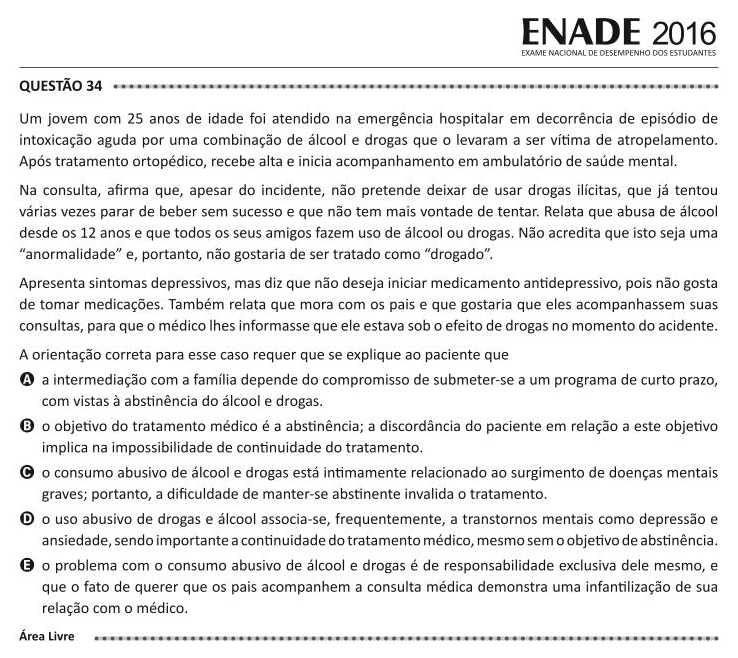 ENADE 2016
EXAME NACIONAL DE DESEMPENHO DOS ESTUDANTES
QUESTÃO 34
Um jovem com 25 anos de idade foi atendido na emergência hospitalar em decorrência de episódio de
intoxicação aguda por uma combinação de álcool e drogas que o levaram a ser vítima de atropelamento.
Após tratamento ortopédico, recebe alta e inicia acompanhamento em ambulatório de saúde mental.
Na consulta, afirma que, apesar do incidente, não pretende deixar de usar drogas ilícitas, que já tentou
várias vezes parar de beber sem sucesso e que não tem mais vontade de tentar. Relata que abusa de álcool
desde os 12 anos e que todos os seus amigos fazem uso de álcool ou drogas. Não acredita que isto seja uma
“anormalidade” e, portanto, não gostaria de ser tratado como “drogado”.
Apresenta sintomas depressivos, mas diz que não deseja iniciar medicamento antidepressivo, pois não gosta
de tomar medicações. Também relata que mora com os pais e que gostaria que eles acompanhassem suas
consultas, para que o médico lhes informasse que ele estava sob o efeito de drogas no momento do acidente.
A orientação correta para esse caso requer que se explique ao paciente que
A a intermediação com a família depende do compromisso de submeter-se a um programa de curto prazo,
com vistas à abstinência do álcool e drogas.
B o objetivo do tratamento médico é a abstinência; a discordância do paciente em relação a este objetivo
implica na impossibilidade de continuidade do tratamento.
C o consumo abusivo de álcool e drogas está intimamente relacionado ao surgimento de doenças mentais
graves; portanto, a dificuldade de manter-se abstinente invalida o tratamento.
D o uso abusivo de drogas e álcool associa-se, frequentemente, a transtornos mentais como depressão e
ansiedade, sendo importante a continuidade do tratamento médico, mesmo sem o objetivo de abstinência.
E o problema com o consumo abusivo de álcool e drogas é de responsabilidade exclusiva dele mesmo, e
que o fato de querer que os pais acompanhem a consulta médica demonstra uma infantilização de sua
relação com o médico.
Área Livre